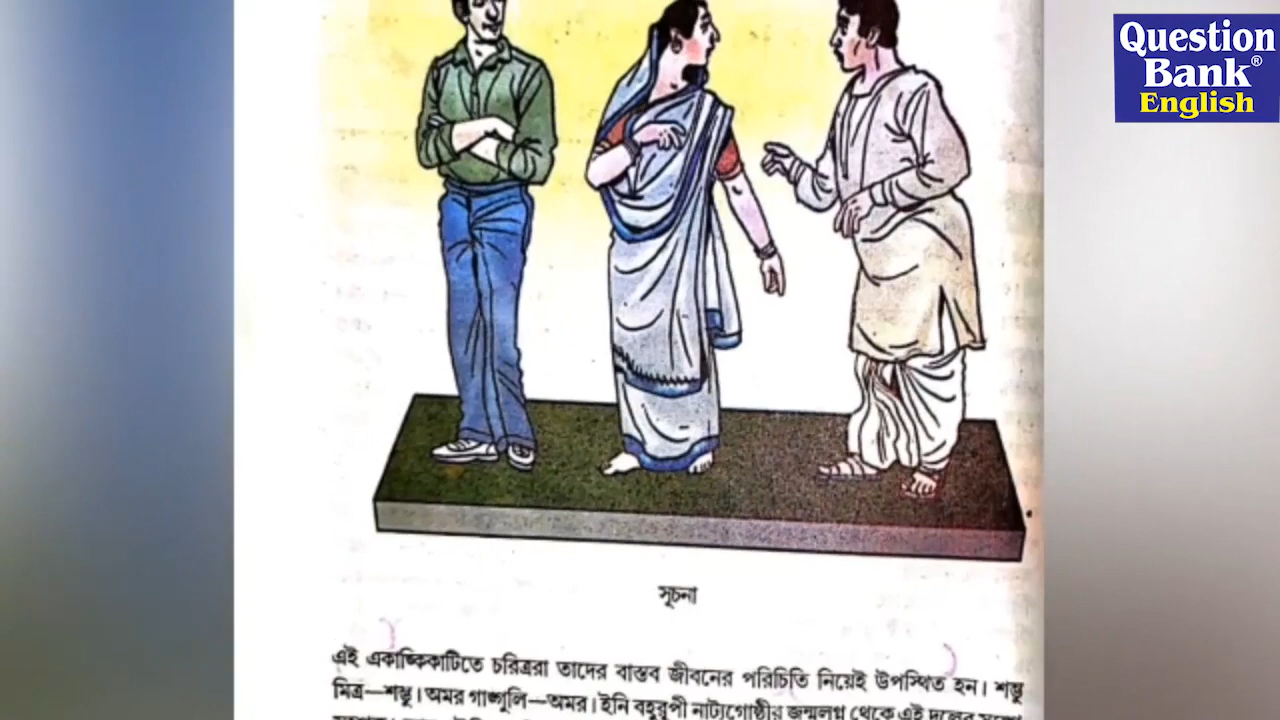 Question
Bank®
English
সূচনা
এই একাঙ্কিকাটিতে চরিত্ররা তাদের বাস্তব জীবনের পরিচিতি নিয়েই উপস্থিত হন। শম্ভু
মিত্র—শম্ভু। অমর গাঙ্গুলি—অমর। ইনি বহুরূপী নাট্যগোষ্ঠীর জন্মলগ্ন থেকে এই দলের সঙ্গে